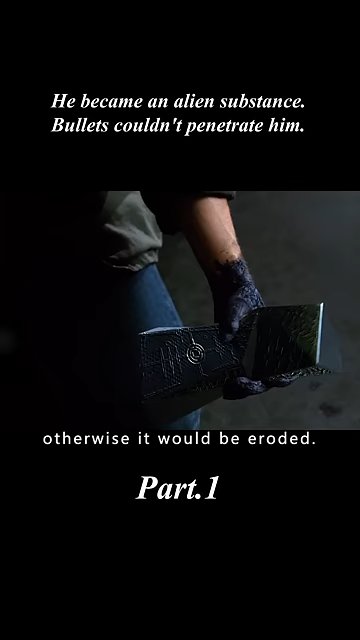 He became an alien substance.
Bullets couldn't penetrate him.
otherwise it would be eroded.
Part.1